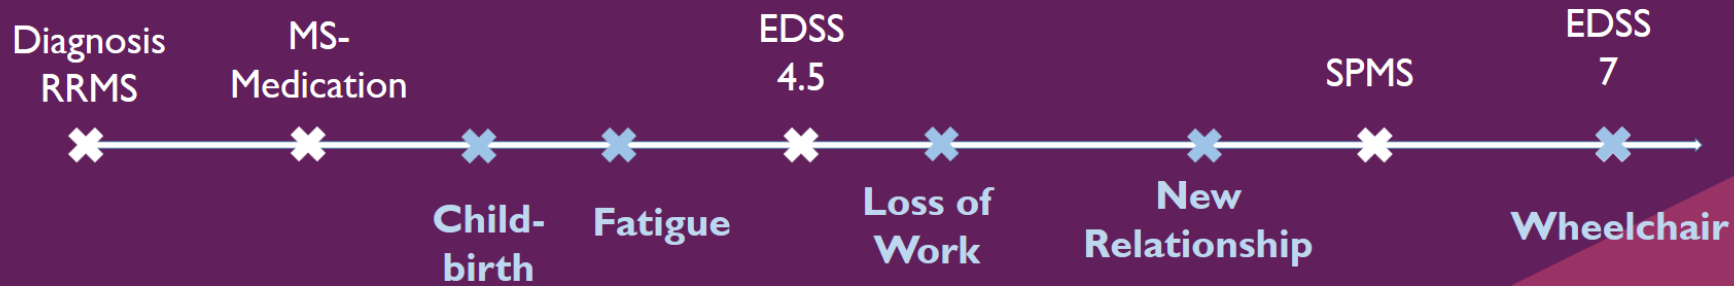 Diagnosis
RRMS
MS-
Medication
EDSS
4.5
SPMS
EDSS
7
Child-
birth
Fatigue
Loss of
Work
New
Relationship
Wheelchair